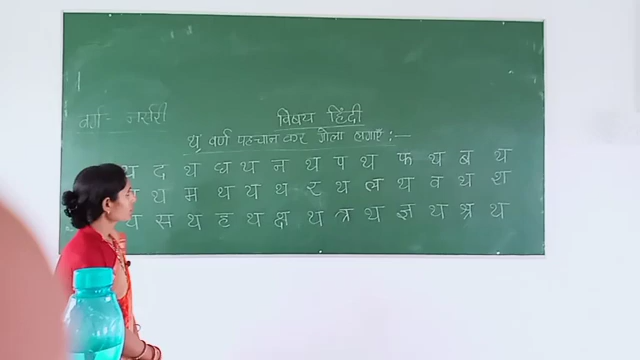 वर्ग - नर्सरी
विषय हिंदी
थ वर्ण पहचान कर गोला लगाएँ :-
थ द थ ध थ न थ प थ फ थ ब थ
थ म थ य थ र थ ल थ व थ श
स थ ह थ क्ष थ त्र थ ज्ञ थ श्र थ